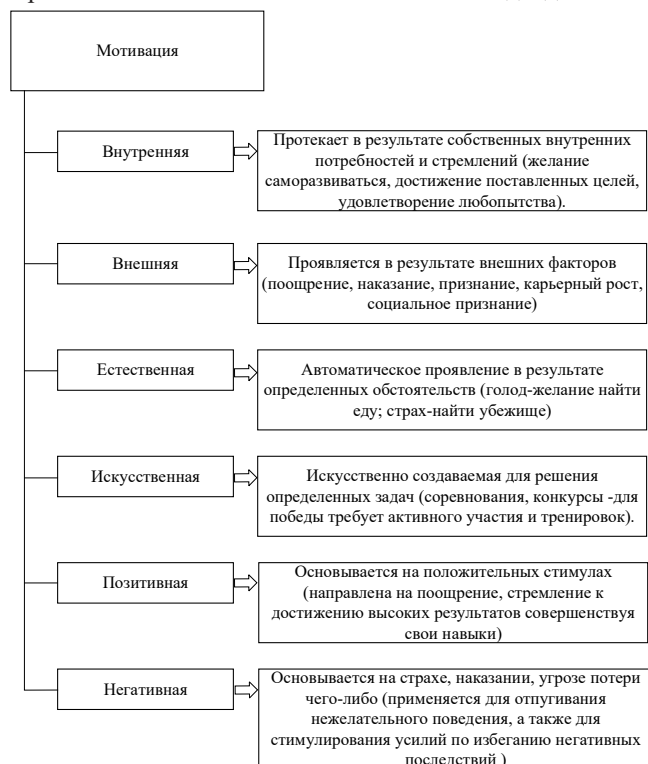 Мотивация
Внутренняя
Протекает в результате собственных внутренних
потребностей и стремлений (желание
саморазвиваться, достижение поставленных целей,
удовлетворение любопытства).
Внешняя
Проявляется в результате внешних факторов
(поощрение, наказание, признание, карьерный рост,
социальное признание)
Естественная
Автоматическое проявление в результате
определенных обстоятельств (голод-желание найти
еду; страх-найти убежище)
Искусственная
Искусственно создаваемая для решения
определенных задач (соревнования, конкурсы -для
победы требует активного участия и тренировок).
Позитивная
Основывается на положительных стимулах
(направлена на поощрение, стремление к
достижению высоких результатов совершенствуя
свои навыки)
Негативная
Основывается на страхе, наказании, угрозе потери
чего-либо (применяется для отпугивания
нежелательного поведения, а также для
стимулирования усилий по избеганию негативных
последствий )